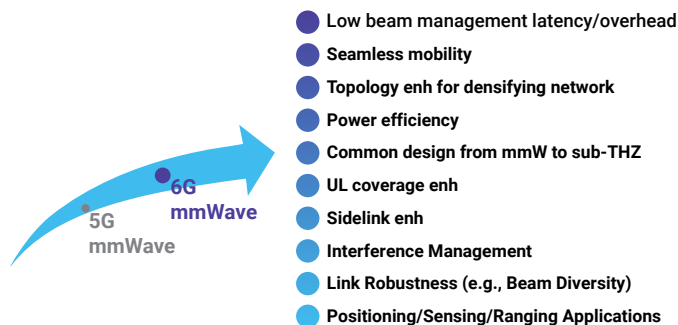 Low beam management latency/overhead
Seamless mobility
Topology enh for densifying network
Power efficiency
Common design from mmW to sub-THZ
UL coverage enh
Sidelink enh
Interference Management
Link Robustness (e.g., Beam Diversity)
Positioning/Sensing/Ranging Applications
6G
mmWave
5G
mmWave